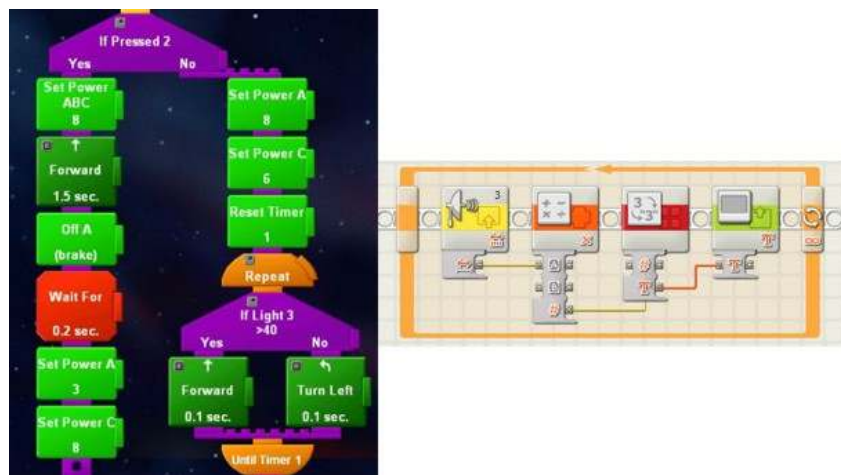 If Pressed 2
Yes
No
Set Power
ABC
8
Forward
1.5 sec.
Off A
(brake)
Wait For
0.2 sec.
Set Power A
3
Set Power C
8
Set Power A
8
Set Power C
6
Reset Timer
1
Repeat
If Light 3
>40
Yes
No
Forward
0.1 sec.
Turn Left
0.1 sec.
Until Timer 1
3
3
"3"
T
#
T
T
#